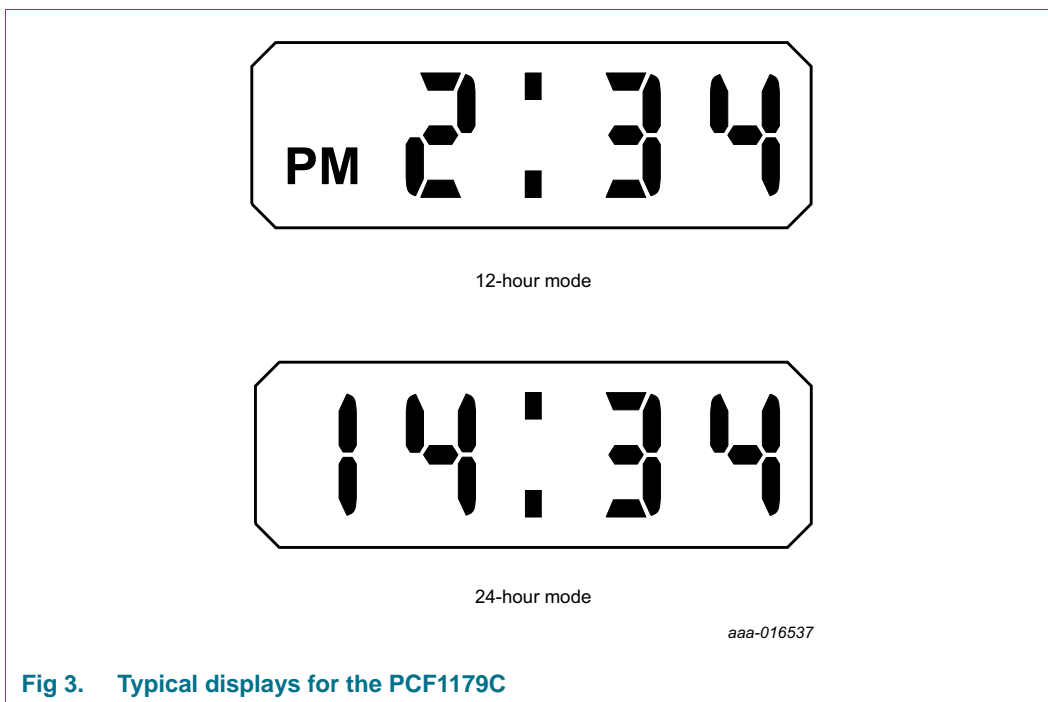 PM 2:34
12-hour mode
14:34
24-hour mode
aaa-016537
Fig 3. Typical displays for the PCF1179C